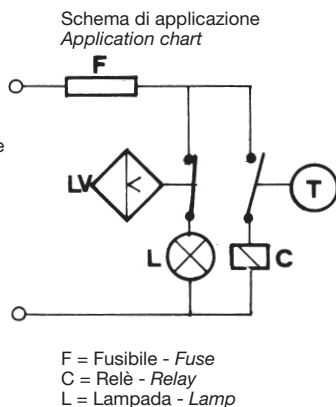 Schema di applicazione
Application chart
F
e
LV
<
T
L
C
F = Fusibile - Fuse
C = Relè - Relay
L = Lampada - Lamp